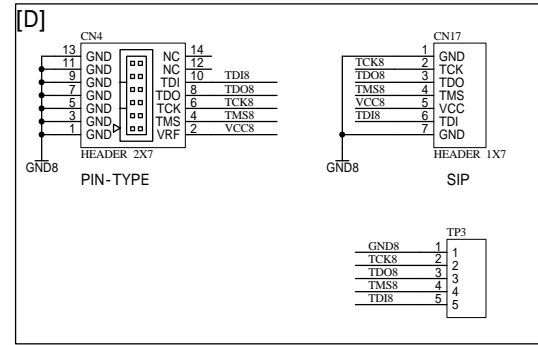 [D]
CN4
13 GND NC 14
11 GND NC 12
9 GND TDI 10 TDI8
7 GND TDO 8 TDO8
5 GND TCK 6 TCK8
3 GND TMS 4 TMS8
1 GND VRF 2 VCC8
HEADER 2X7
GND8
PIN-TYPE
CN17
1 GND
TCK8 2 TCK
TDO8 3 TDO
TMS8 4 TMS
VCC8 5 VCC
TDI8 6 TDI
7 GND
HEADER 1X7
GND8
SIP
TP3
GND8 1 1
TCK8 2 2
TDO8 3 3
TMS8 4 4
TDI8 5 5